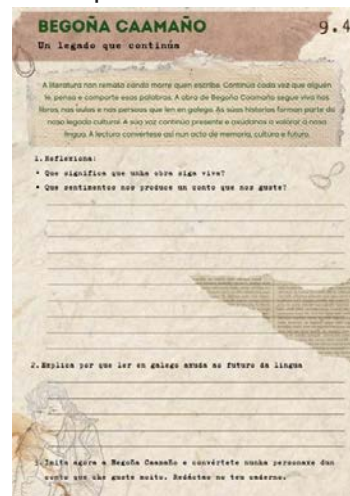 BEGOÑA CAAMAÑO
9.4
Un legado que continúa
A literatura non remata cando morre quen escribe. Continúa cada vez que alguén
le, pensa e comparte esas palabras. A obra de Begoña Caamaño segue viva nos
libros, nas aulas e nas persoas que len en galego. As súas historias forman parte do
noso legado cultural. A súa voz continúa presente e axúdanos a valorar a nosa
lingua. A lectura convértese así nun acto de memoria, cultura e futuro.
1. Reflexiona:
• Que significa que unha obra siga viva?
• Que sentimentos nos produce un conto que nos guste?
2. Explica por que ler en galego axuda ao futuro da lingua
3. Imita agora a Begoña Caamaño e convértete nunha personaxe dun
conto que che guste moito. Redáctao no teu caderno.